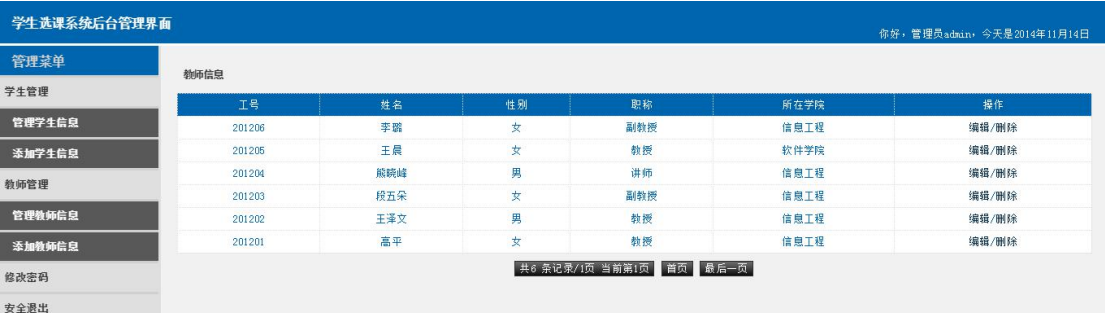 学生选课系统后台管理界面
你好，管理员admin，今天是2014年11月14日
管理菜单
学生管理
管理学生信息
添加学生信息
教师管理
管理教师信息
添加教师信息
修改密码
安全退出
教师信息
工号 姓名 性别 职称 所在学院 操作
201206 李璐 女 副教授 信息工程 编辑/删除
201205 王晨 女 教授 软件学院 编辑/删除
201204 熊晓峰 男 讲师 信息工程 编辑/删除
201203 段五朵 女 副教授 信息工程 编辑/删除
201202 王泽文 男 教授 信息工程 编辑/删除
201201 高平 女 教授 信息工程 编辑/删除
共6 条记录/1页 当前第1页 首页 最后一页